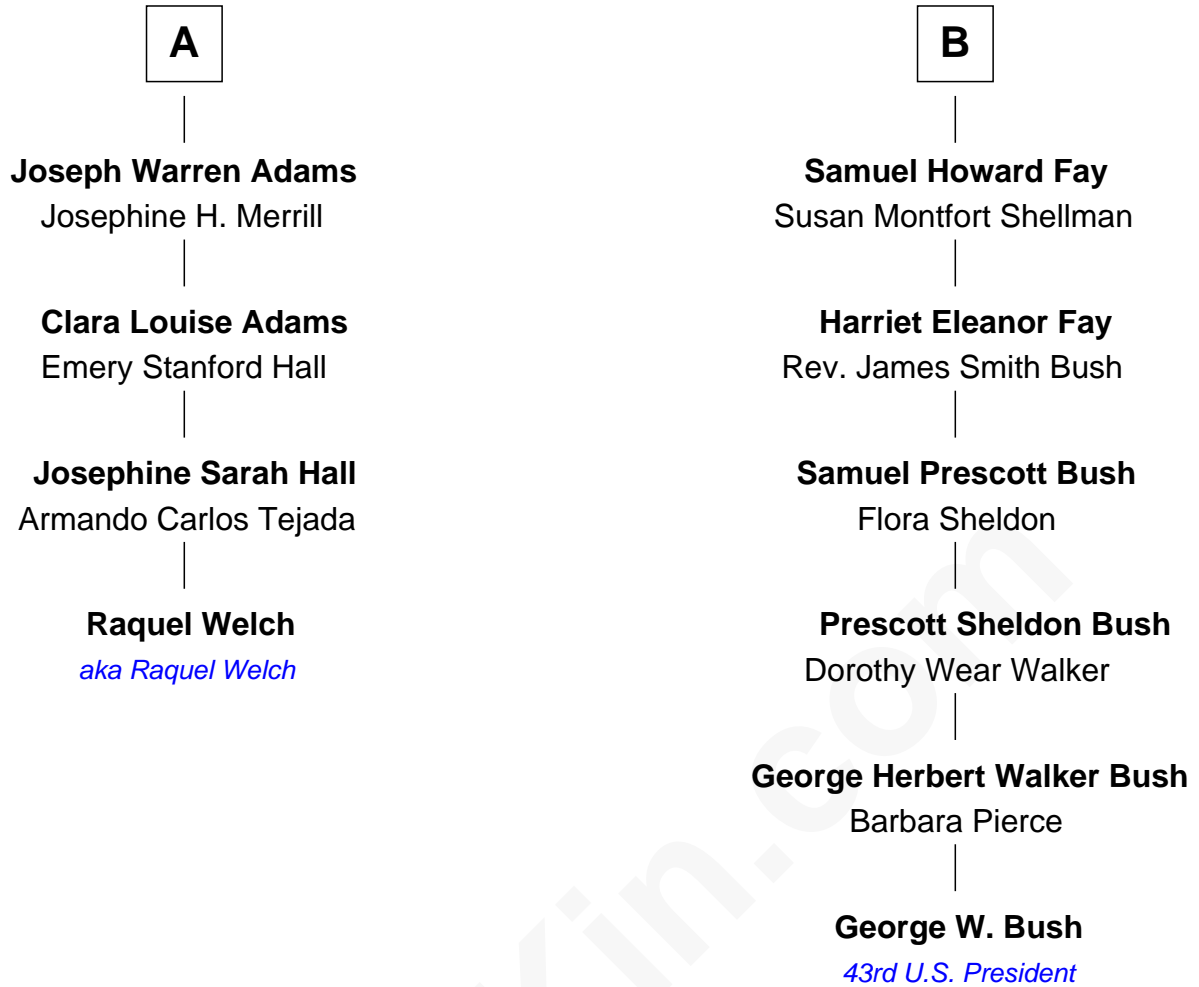 A
Joseph Warren Adams
Josephine H. Merrill
Clara Louise Adams
Emery Stanford Hall
Josephine Sarah Hall
Armando Carlos Tejada
Raquel Welch
aka Raquel Welch
B
Samuel Howard Fay
Susan Montfort Shellman
Harriet Eleanor Fay
Rev. James Smith Bush
Samuel Prescott Bush
Flora Sheldon
Prescott Sheldon Bush
Dorothy Wear Walker
George Herbert Walker Bush
Barbara Pierce
George W. Bush
43rd U.S. President